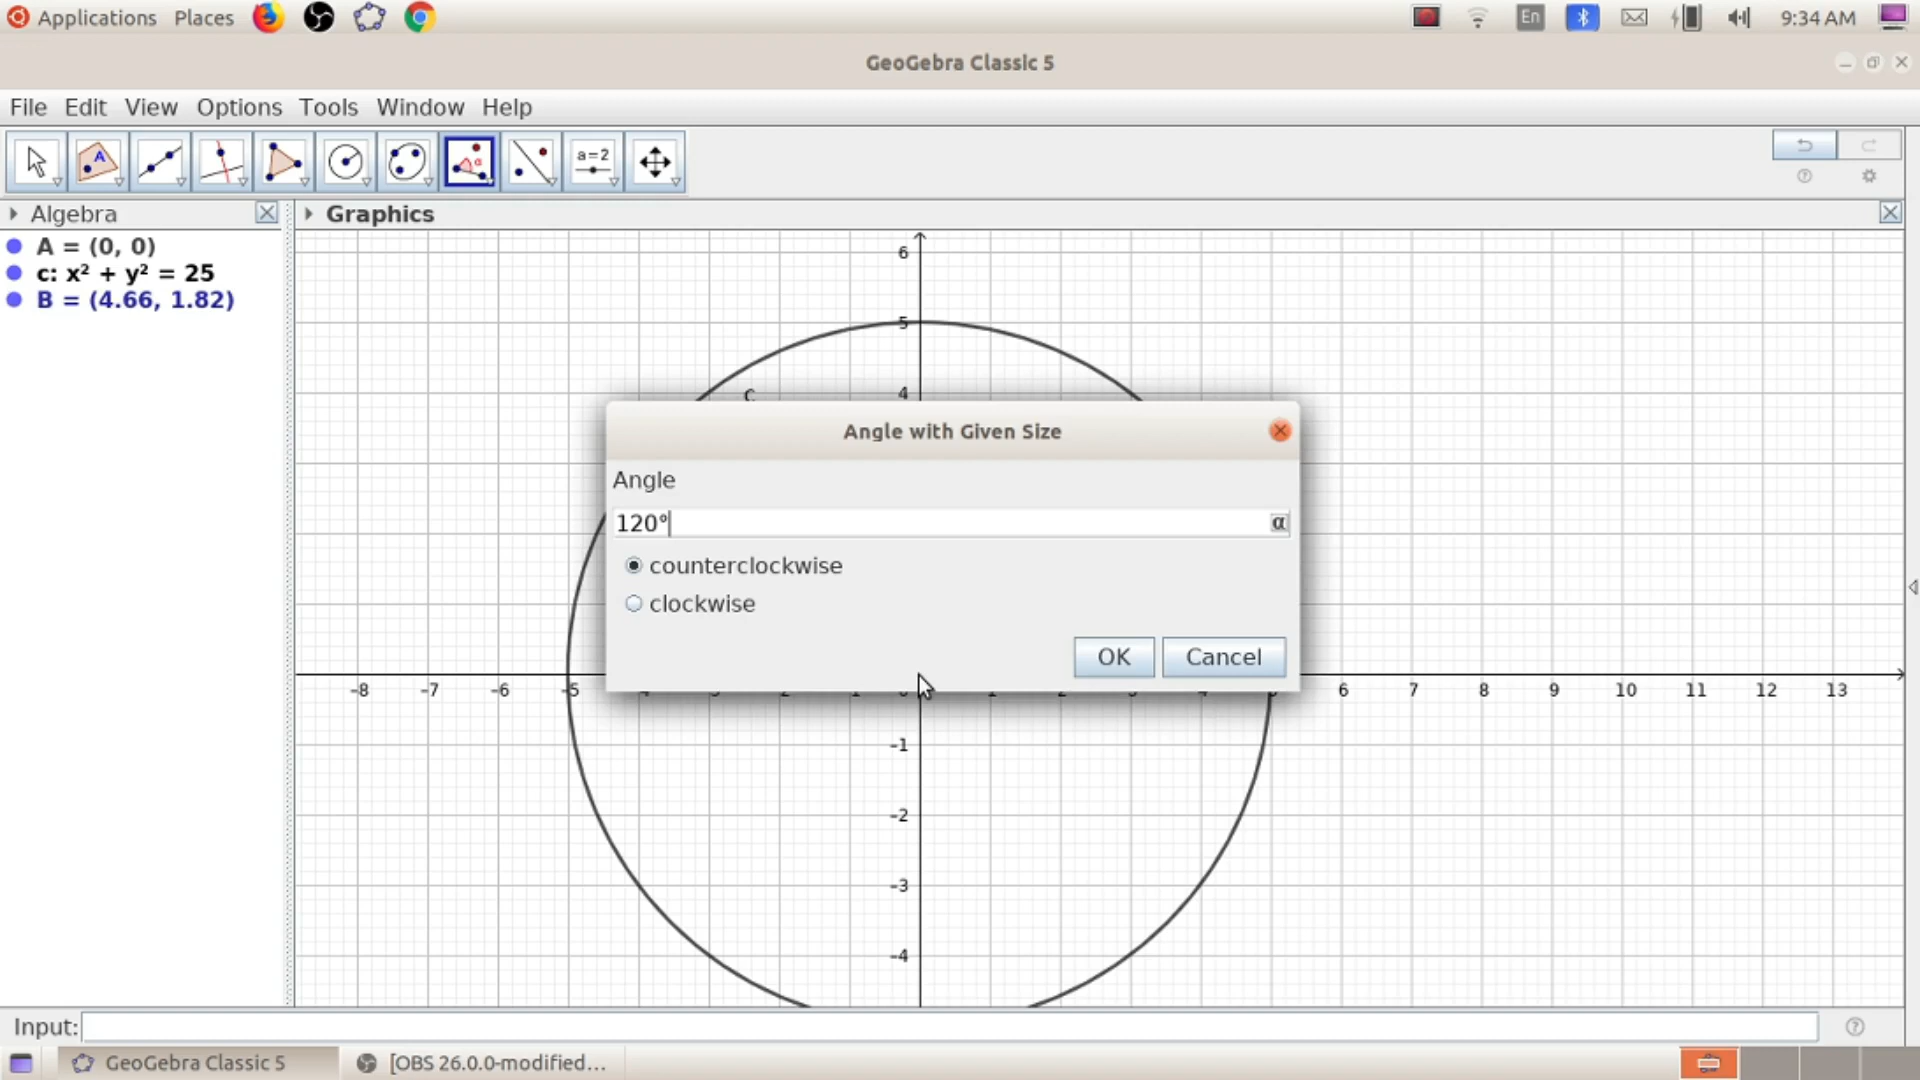 Applications Places En 9:34 AM
GeoGebra Classic 5
File Edit View Options Tools Window Help
A α a=2
Algebra
Graphics
A = (0, 0)
c: x² + y² = 25
B = (4.66, 1.82)
6
5
c
4
Angle with Given Size
Angle
120° α
counterclockwise
clockwise
OK Cancel
-8 -7 -6 -5 6 7 8 9 10 11 12 13
-1
-2
-3
-4
Input:
GeoGebra Classic 5 [OBS 26.0.0-modified...